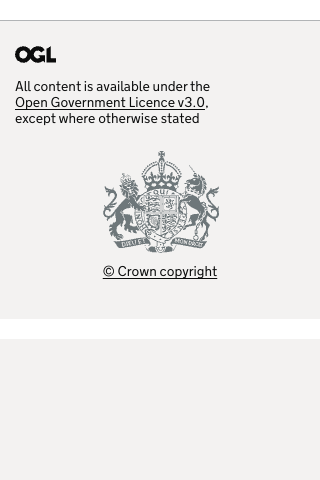 OGL
All content is available under the
Open Government Licence v3.0,
except where otherwise stated
DIEU ET MON DROIT
© Crown copyright